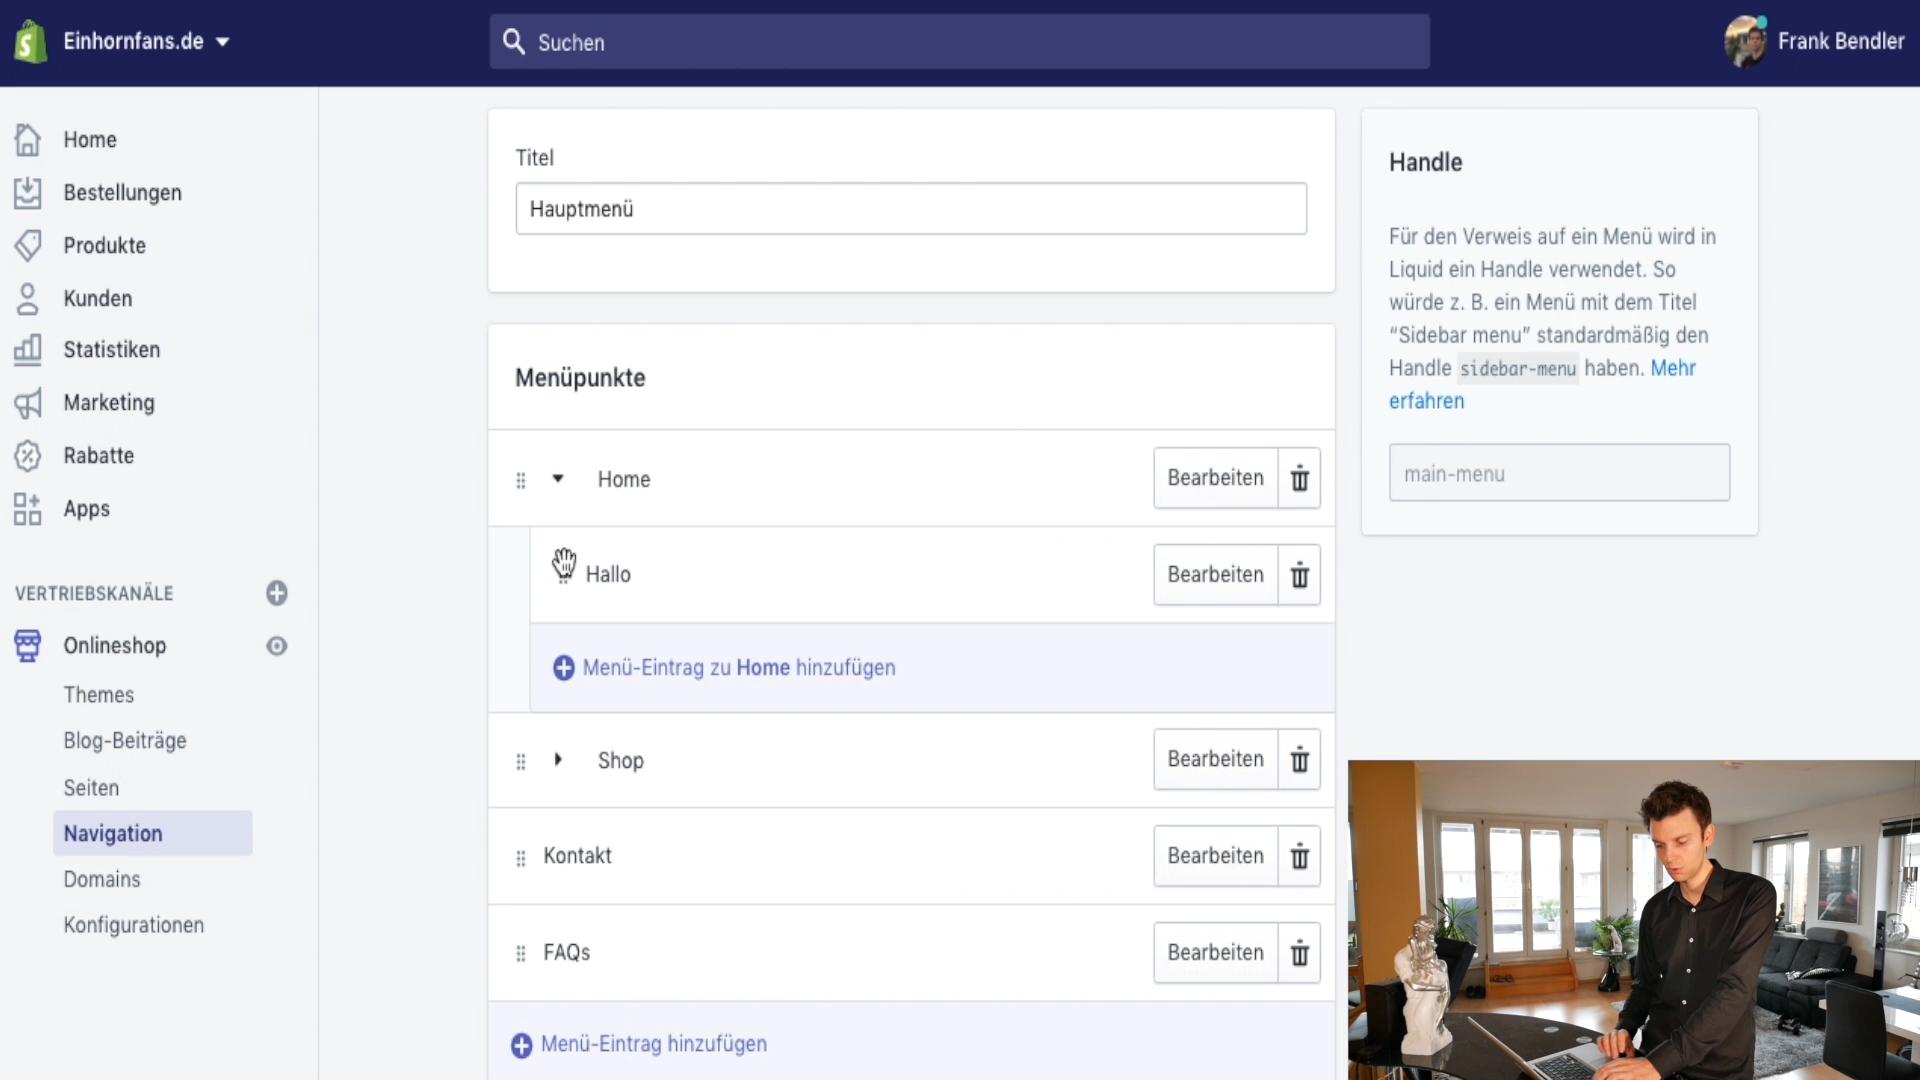 Einhornfans.de
Suchen
Frank Bendler
Home
Bestellungen
Produkte
Kunden
Statistiken
Marketing
Rabatte
Apps
VERTRIEBSKANÄLE
Onlineshop
Themes
Blog-Beiträge
Seiten
Navigation
Domains
Konfigurationen
Titel
Hauptmenü
Menüpunkte
Home
Bearbeiten
Hallo
Bearbeiten
Menü-Eintrag zu Home hinzufügen
Shop
Bearbeiten
Kontakt
Bearbeiten
FAQs
Bearbeiten
Menü-Eintrag hinzufügen
Handle
Für den Verweis auf ein Menü wird in
Liquid ein Handle verwendet. So
würde z. B. ein Menü mit dem Titel
“Sidebar menu” standardmäßig den
Handle sidebar-menu haben. Mehr
erfahren
main-menu